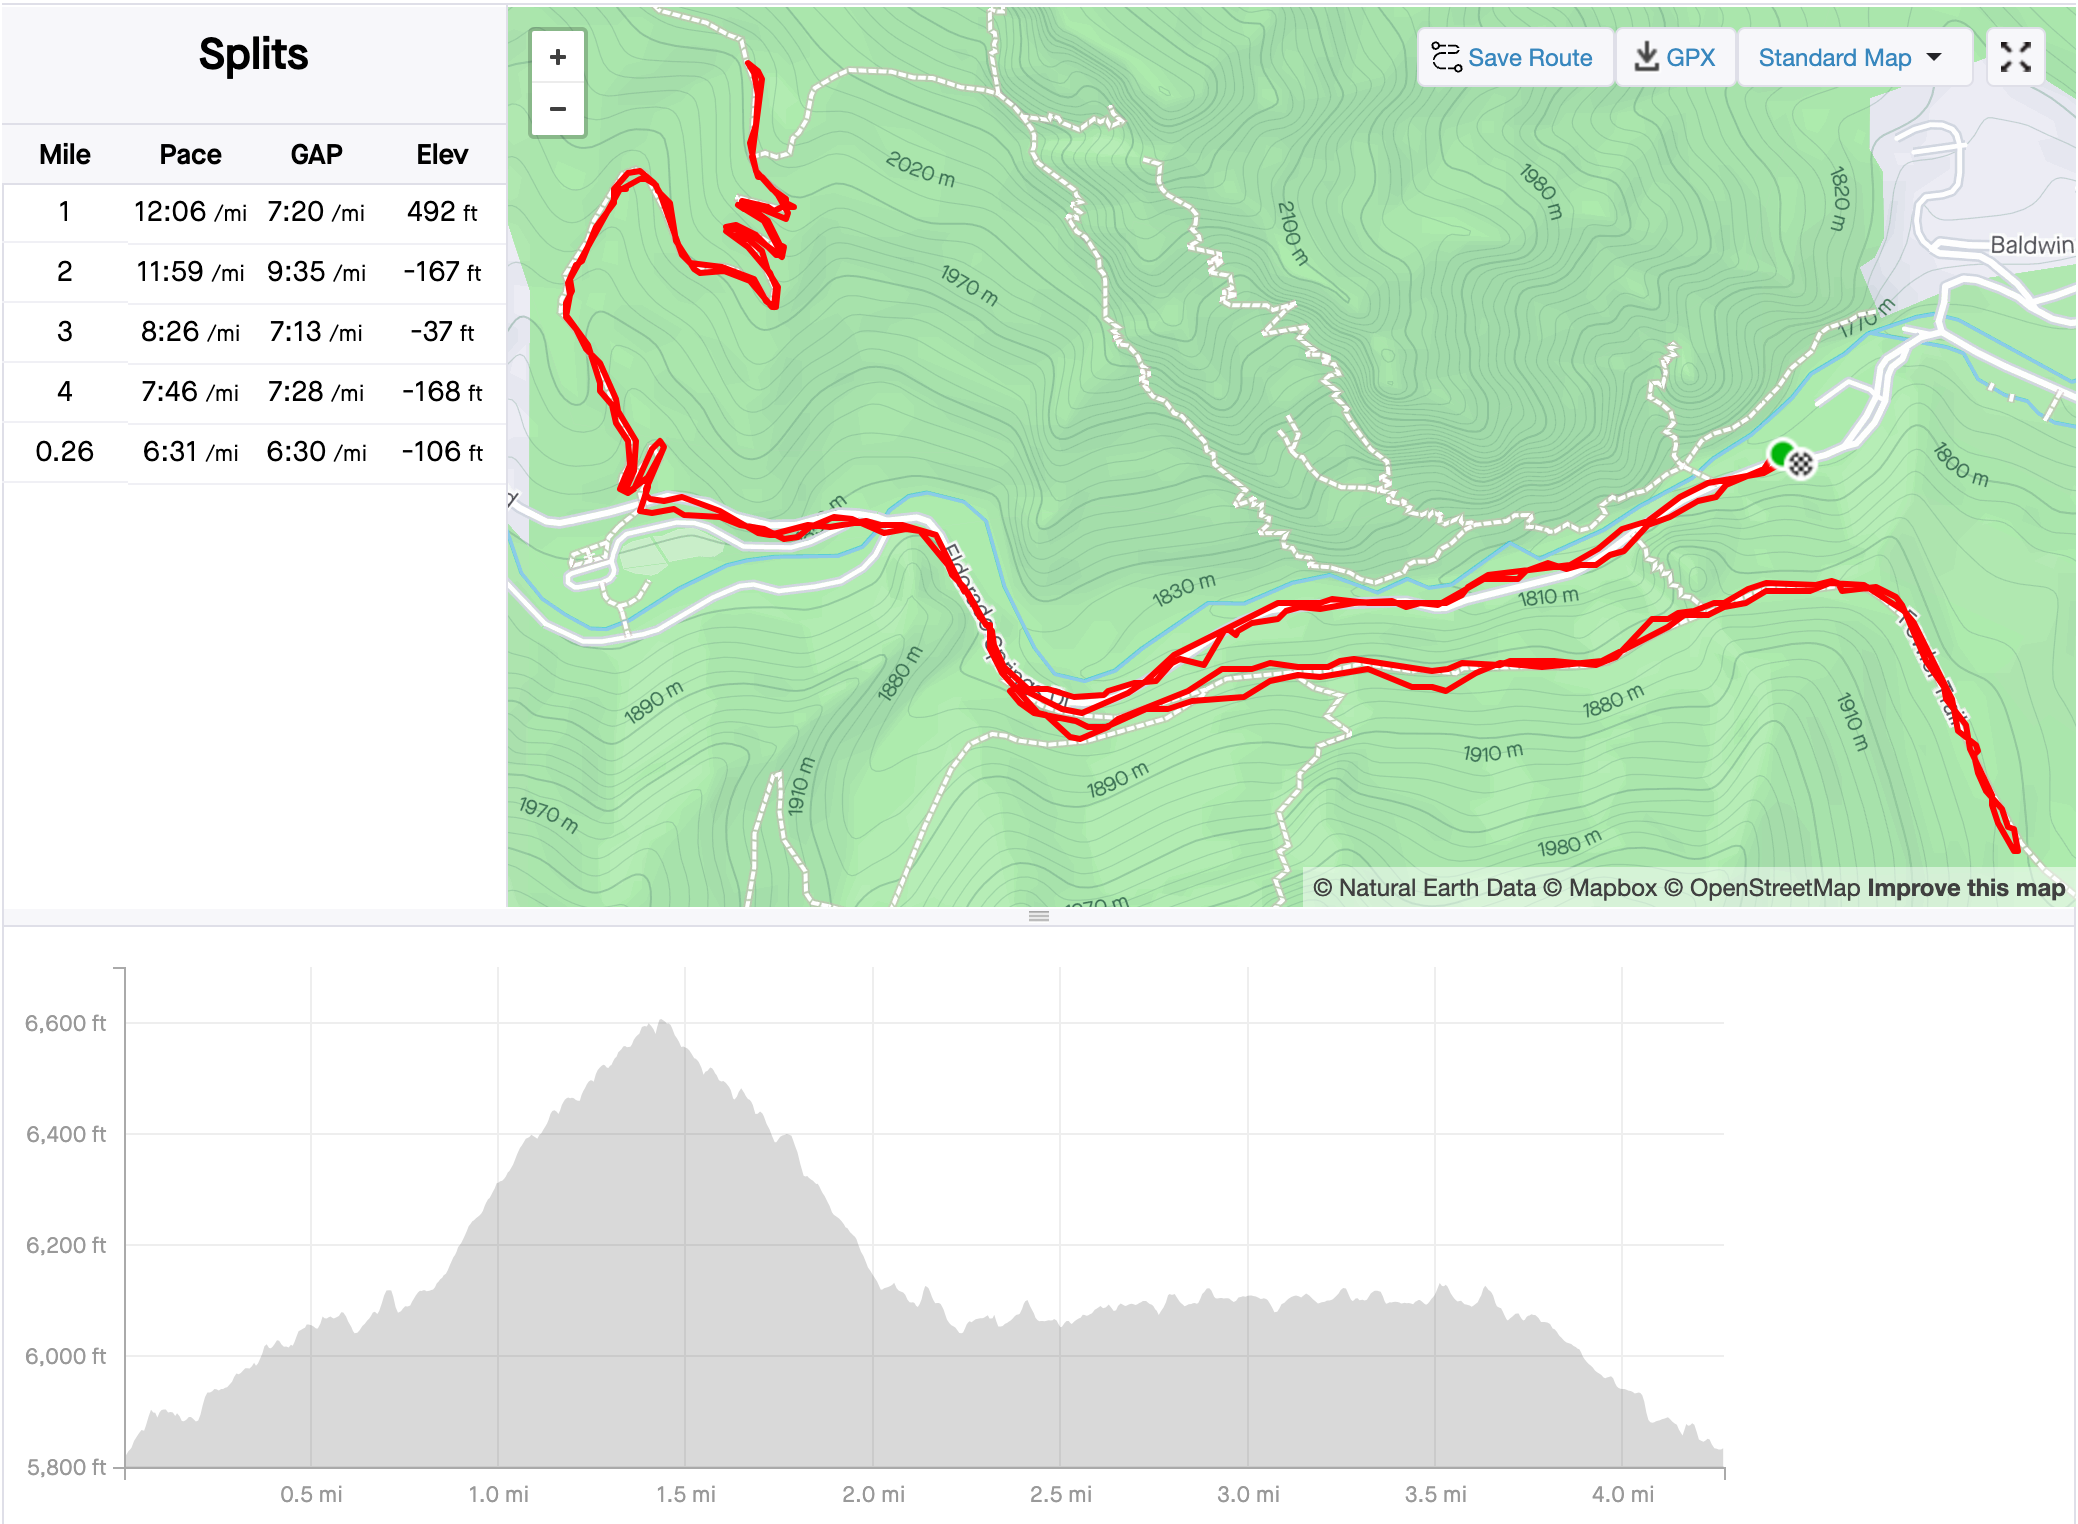 Splits
Mile Pace GAP Elev
1 12:06 /mi 7:20 /mi 492 ft
2 11:59 /mi 9:35 /mi -167 ft
3 8:26 /mi 7:13 /mi -37 ft
4 7:46 /mi 7:28 /mi -168 ft
0.26 6:31 /mi 6:30 /mi -106 ft
+
−
Save Route
GPX
Standard Map
2020 m
1980 m
1820 m
2100 m
Baldwin
1970 m
1770 m
1800 m
1830 m
1810 m
1880 m
1890 m
1880 m
1910 m
1910 m
1910 m
1890 m
1970 m
1980 m
Fowler Trail
© Natural Earth Data © Mapbox © OpenStreetMap Improve this map
6,600 ft
6,400 ft
6,200 ft
6,000 ft
5,800 ft
0.5 mi 1.0 mi 1.5 mi 2.0 mi 2.5 mi 3.0 mi 3.5 mi 4.0 mi